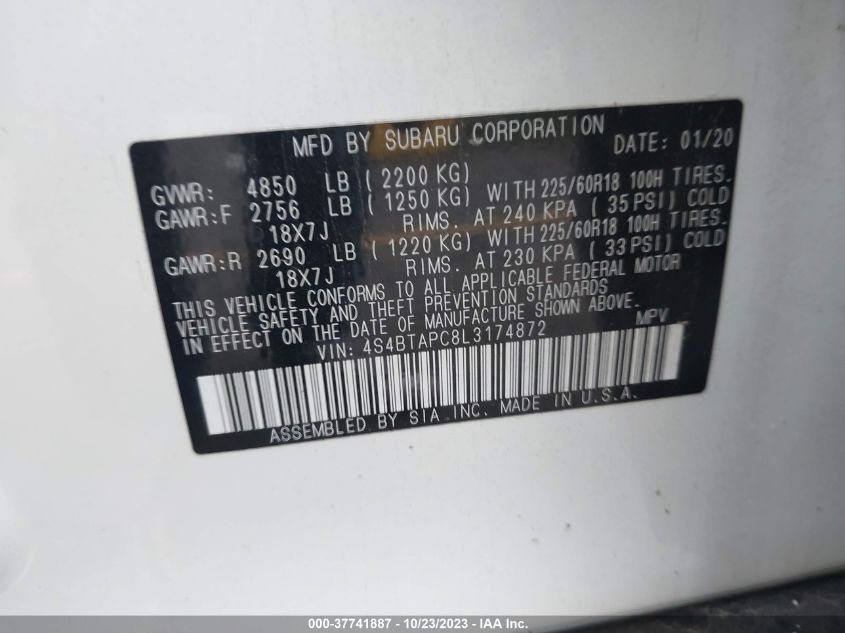 MFD BY SUBARU CORPORATION DATE: 01/20
GVWR: 4850 LB ( 2200 KG)
GAWR:F 2756 LB ( 1250 KG) WITH 225/60R18 100H TIRES.
18X7J RIMS. AT 240 KPA ( 35 PSI) COLD
GAWR:R 2690 LB ( 1220 KG) WITH 225/60R18 100H TIRES.
18X7J RIMS. AT 230 KPA ( 33 PSI) COLD
THIS VEHICLE CONFORMS TO ALL APPLICABLE FEDERAL MOTOR
VEHICLE SAFETY AND THEFT PREVENTION STANDARDS
IN EFFECT ON THE DATE OF MANUFACTURE SHOWN ABOVE.
VIN: 4S4BTAPC8L3174872 MPV
ASSEMBLED BY SIA INC. MADE IN U.S.A.
000-37741887 - 10/23/2023 - IAA Inc.